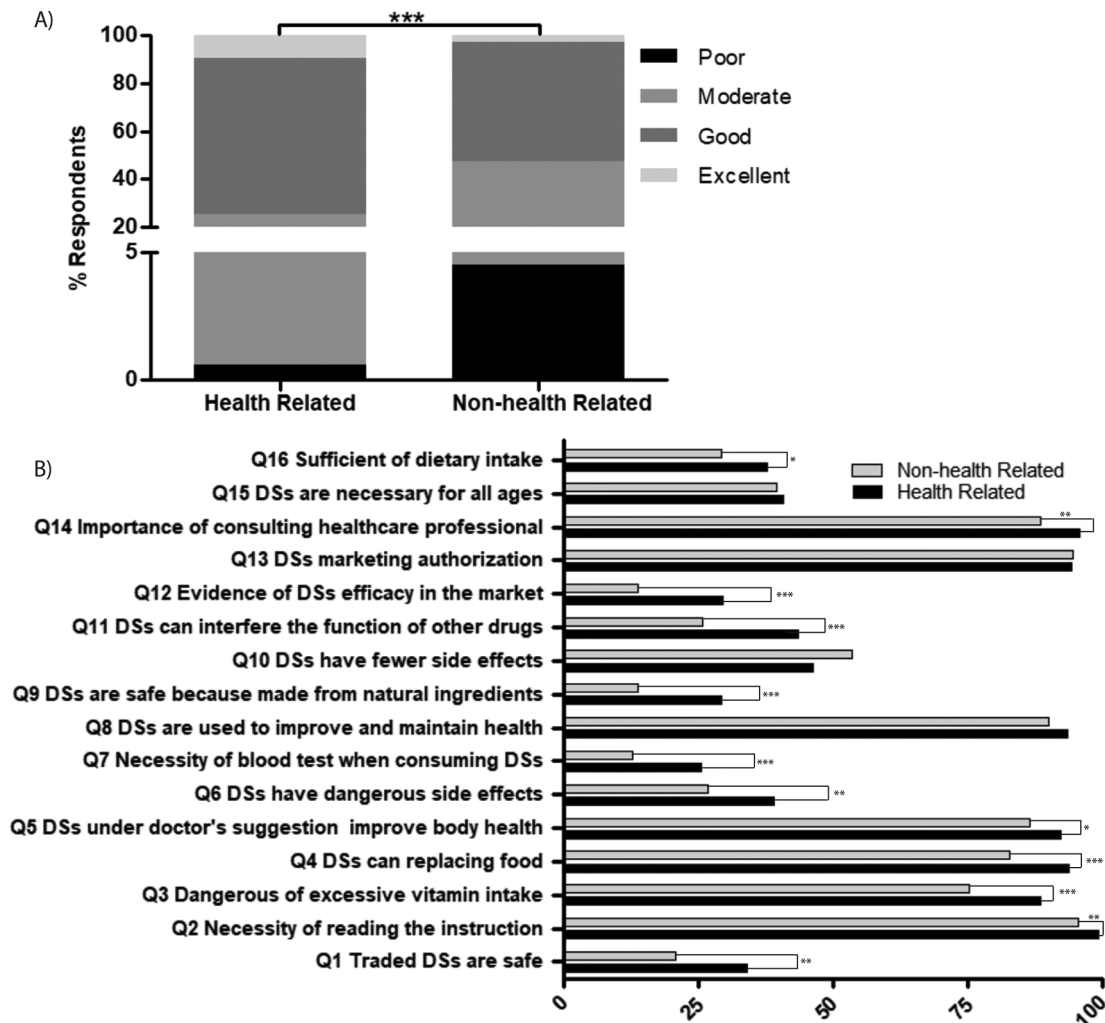 A)
***
100
80
60
40
20
5
0
% Respondents
Health Related
Non-health Related
Poor
Moderate
Good
Excellent
B)
Q16 Sufficient of dietary intake
*
Q15 DSs are necessary for all ages
Q14 Importance of consulting healthcare professional
**
Q13 DSs marketing authorization
Q12 Evidence of DSs efficacy in the market
***
Q11 DSs can interfere the function of other drugs
***
Q10 DSs have fewer side effects
Q9 DSs are safe because made from natural ingredients
***
Q8 DSs are used to improve and maintain health
Q7 Necessity of blood test when consuming DSs
***
Q6 DSs have dangerous side effects
**
Q5 DSs under doctor's suggestion improve body health
*
Q4 DSs can replacing food
***
Q3 Dangerous of excessive vitamin intake
***
Q2 Necessity of reading the instruction
**
Q1 Traded DSs are safe
**
Non-health Related
Health Related
0
25
50
75
100